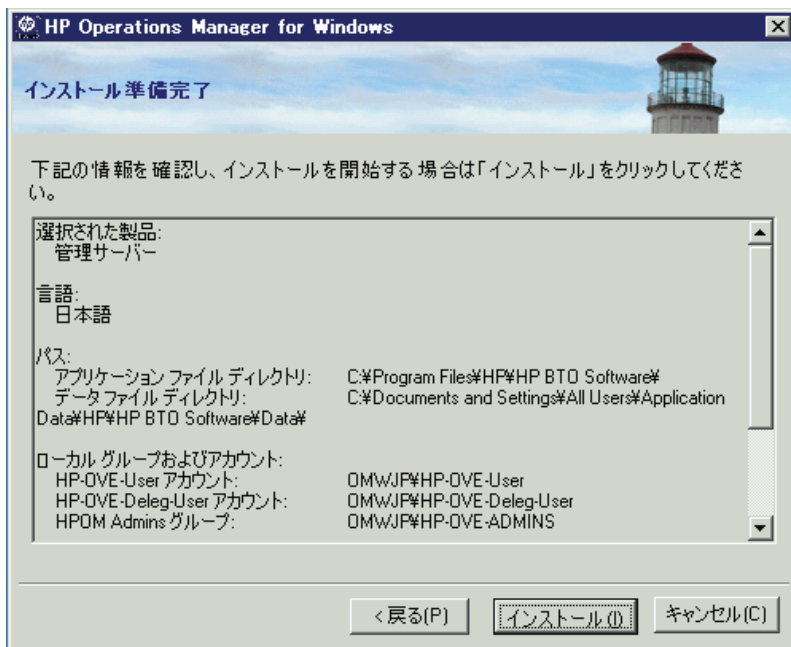 HP Operations Manager for Windows
インストール準備完了
下記の情報を確認し、インストールを開始する場合は「インストール」をクリックしてくださ
い。
選択された製品:
管理サーバー
言語:
日本語
パス:
アプリケーション ファイル ディレクトリ: C:¥Program Files¥HP¥HP BTO Software¥
データ ファイル ディレクトリ: C:¥Documents and Settings¥All Users¥Application
Data¥HP¥HP BTO Software¥Data¥
ローカル グループおよびアカウント:
HP-OVE-User アカウント: OMWJP¥HP-OVE-User
HP-OVE-Deleg-User アカウント: OMWJP¥HP-OVE-Deleg-User
HPOM Admins グループ: OMWJP¥HP-OVE-ADMINS
< 戻る(P) インストール(I) キャンセル(C)